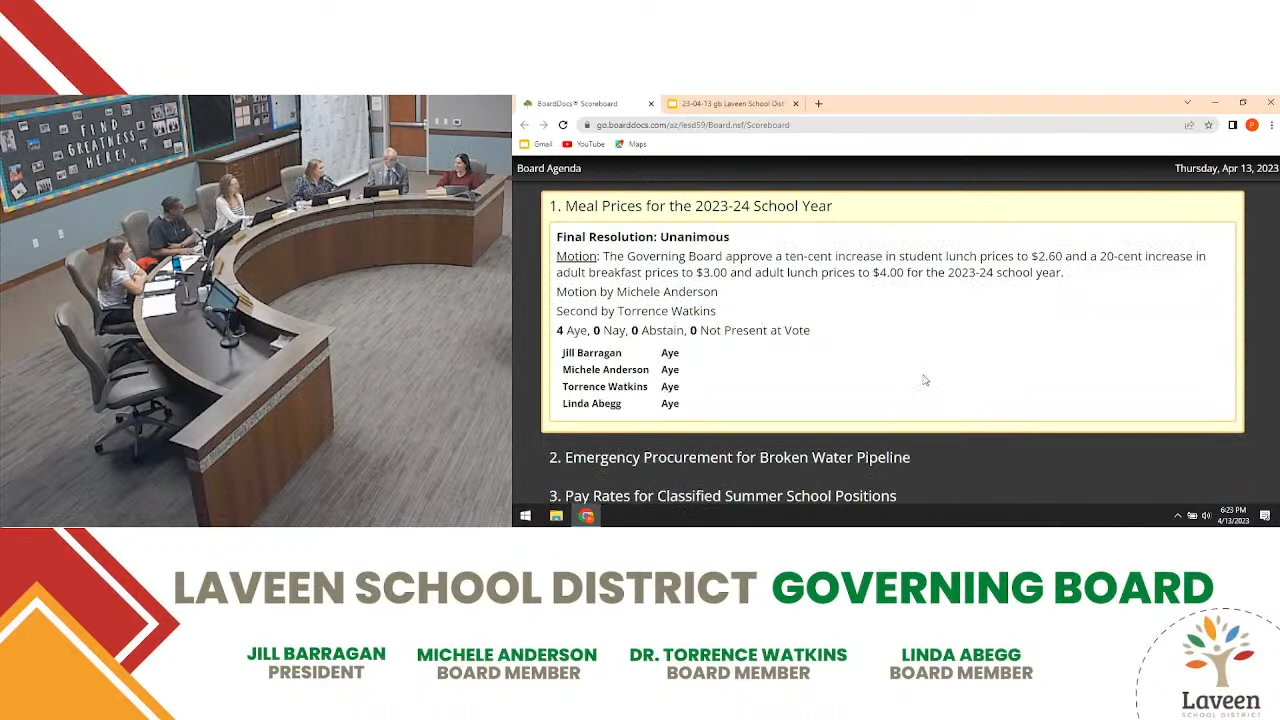 FIND
GREATNESS
HERE!
BoardDocs® Scoreboard
23-04-13 gb Laveen School Dist
go.boarddocs.com/az/lesd59/Board.nsf/Scoreboard
Gmail
YouTube
Maps
Board Agenda
Thursday, Apr 13, 2023
1. Meal Prices for the 2023-24 School Year
Final Resolution: Unanimous
Motion: The Governing Board approve a ten-cent increase in student lunch prices to $2.60 and a 20-cent increase in
adult breakfast prices to $3.00 and adult lunch prices to $4.00 for the 2023-24 school year.
Motion by Michele Anderson
Second by Torrence Watkins
4 Aye, 0 Nay, 0 Abstain, 0 Not Present at Vote
Jill Barragan Aye
Michele Anderson Aye
Torrence Watkins Aye
Linda Abegg Aye
2. Emergency Procurement for Broken Water Pipeline
3. Pay Rates for Classified Summer School Positions
6:23 PM
4/13/2023
LAVEEN SCHOOL DISTRICT GOVERNING BOARD
JILL BARRAGAN
PRESIDENT
MICHELE ANDERSON
BOARD MEMBER
DR. TORRENCE WATKINS
BOARD MEMBER
LINDA ABEGG
BOARD MEMBER
Laveen
SCHOOL DISTRICT